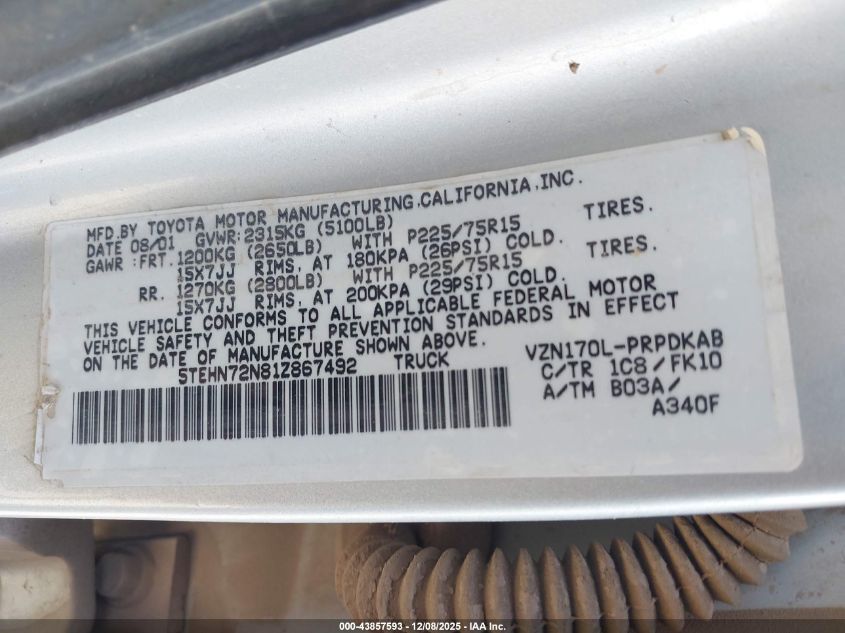 MFD.BY TOYOTA MOTOR MANUFACTURING,CALIFORNIA,INC.
DATE 08/01 GVWR:2315KG (5100LB)
GAWR:FRT. 1200KG (2650LB) WITH P225/75R15 TIRES.
15X7JJ RIMS, AT 180KPA (26PSI) COLD.
RR. 1270KG (2800LB) WITH P225/75R15 TIRES.
15X7JJ RIMS, AT 200KPA (29PSI) COLD.
THIS VEHICLE CONFORMS TO ALL APPLICABLE FEDERAL MOTOR
VEHICLE SAFETY AND THEFT PREVENTION STANDARDS IN EFFECT
ON THE DATE OF MANUFACTURE SHOWN ABOVE.
5TEHN72N81Z867492 TRUCK
VZN170L-PRPDKAB
C/TR 1C8/FK10
A/TM B03A/
A340F
000-43857593 12/08/2025 IAA Inc.